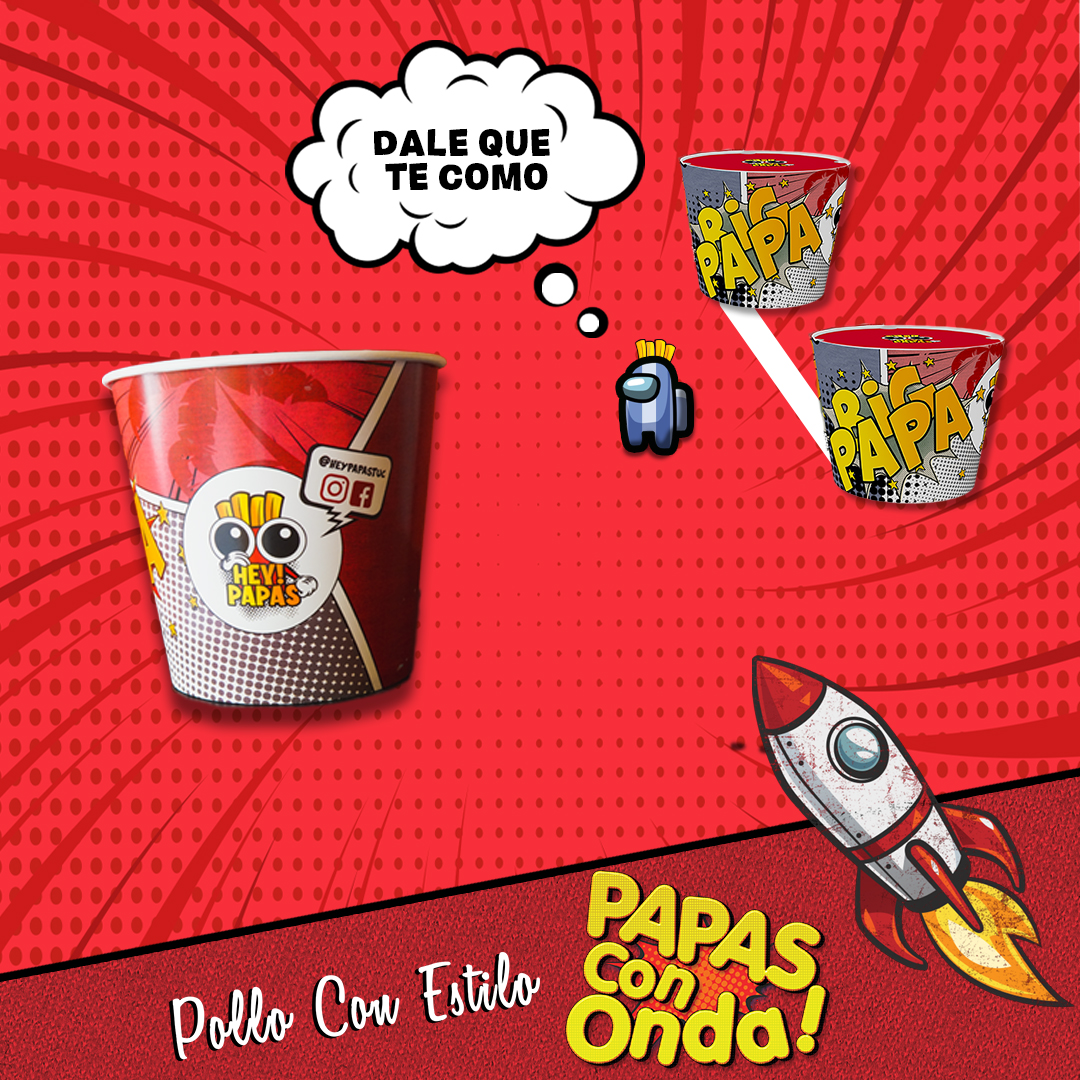 DALE QUE
TE COMO
BIG
PAPA
BIG
PAPA
@HEYPAPASTUC
HEY!
PAPAS
Pollo Con Estilo
PAPAS
Con
Onda!